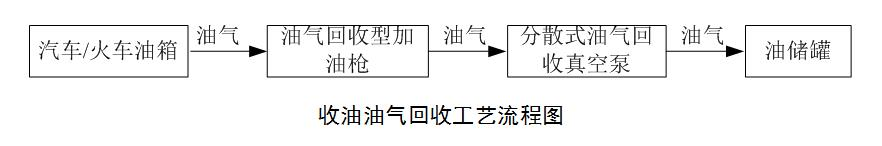 汽车/火车油箱
油气
油气回收型加
油枪
油气
分散式油气回
收真空泵
油气
油储罐
收油油气回收工艺流程图